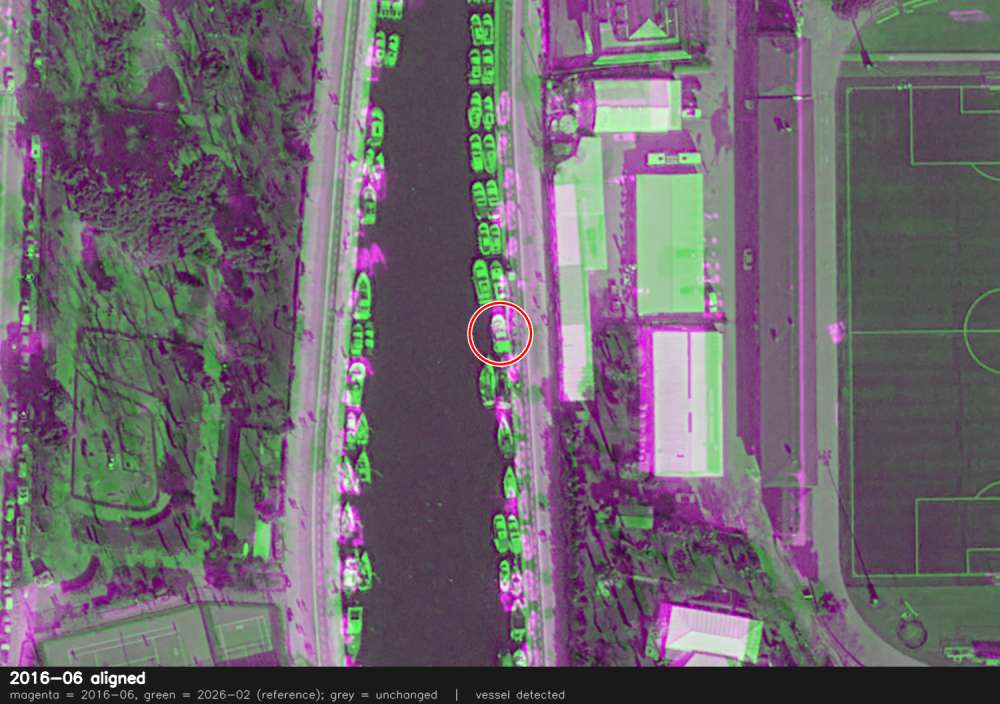 2016-06 aligned
magenta = 2016-06, green = 2026-02 (reference); grey = unchanged | vessel detected